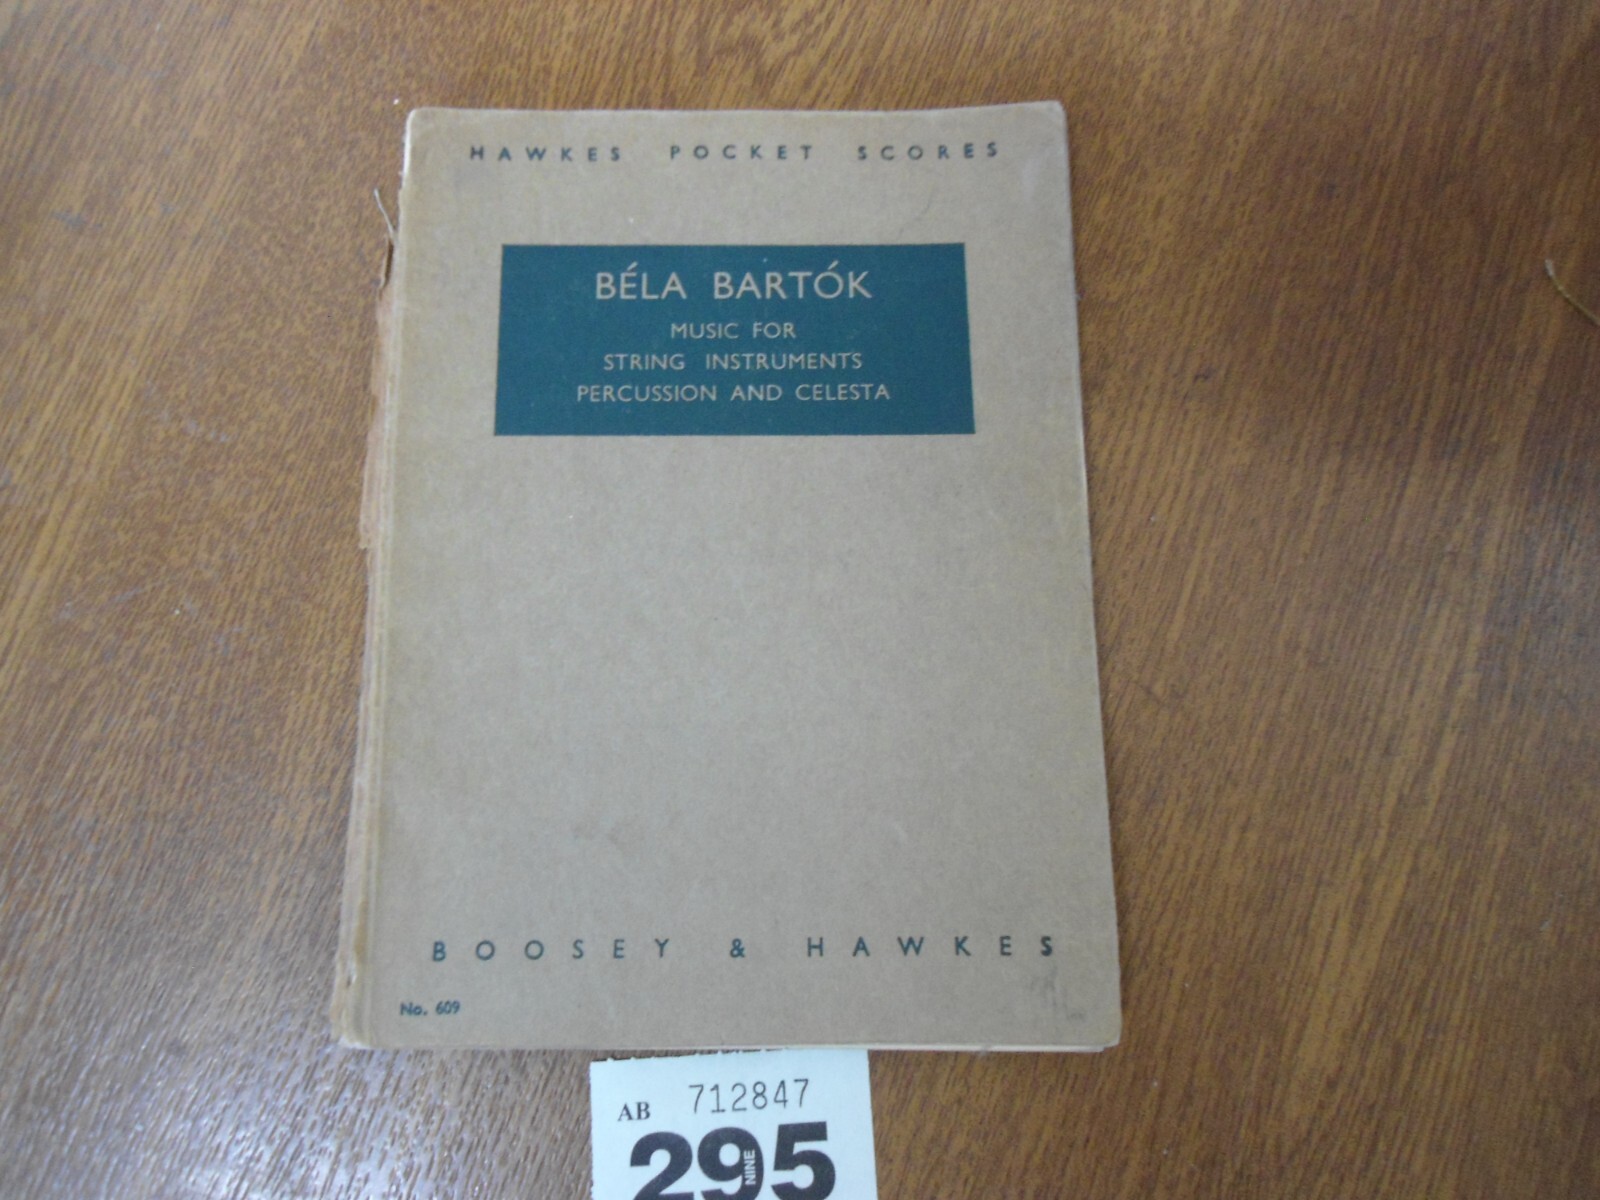 HAWKES POCKET SCORES
BÉLA BARTÓK
MUSIC FOR
STRING INSTRUMENTS
PERCUSSION AND CELESTA
BOOSEY & HAWKES
No. 609
AB 712847
295
NINE